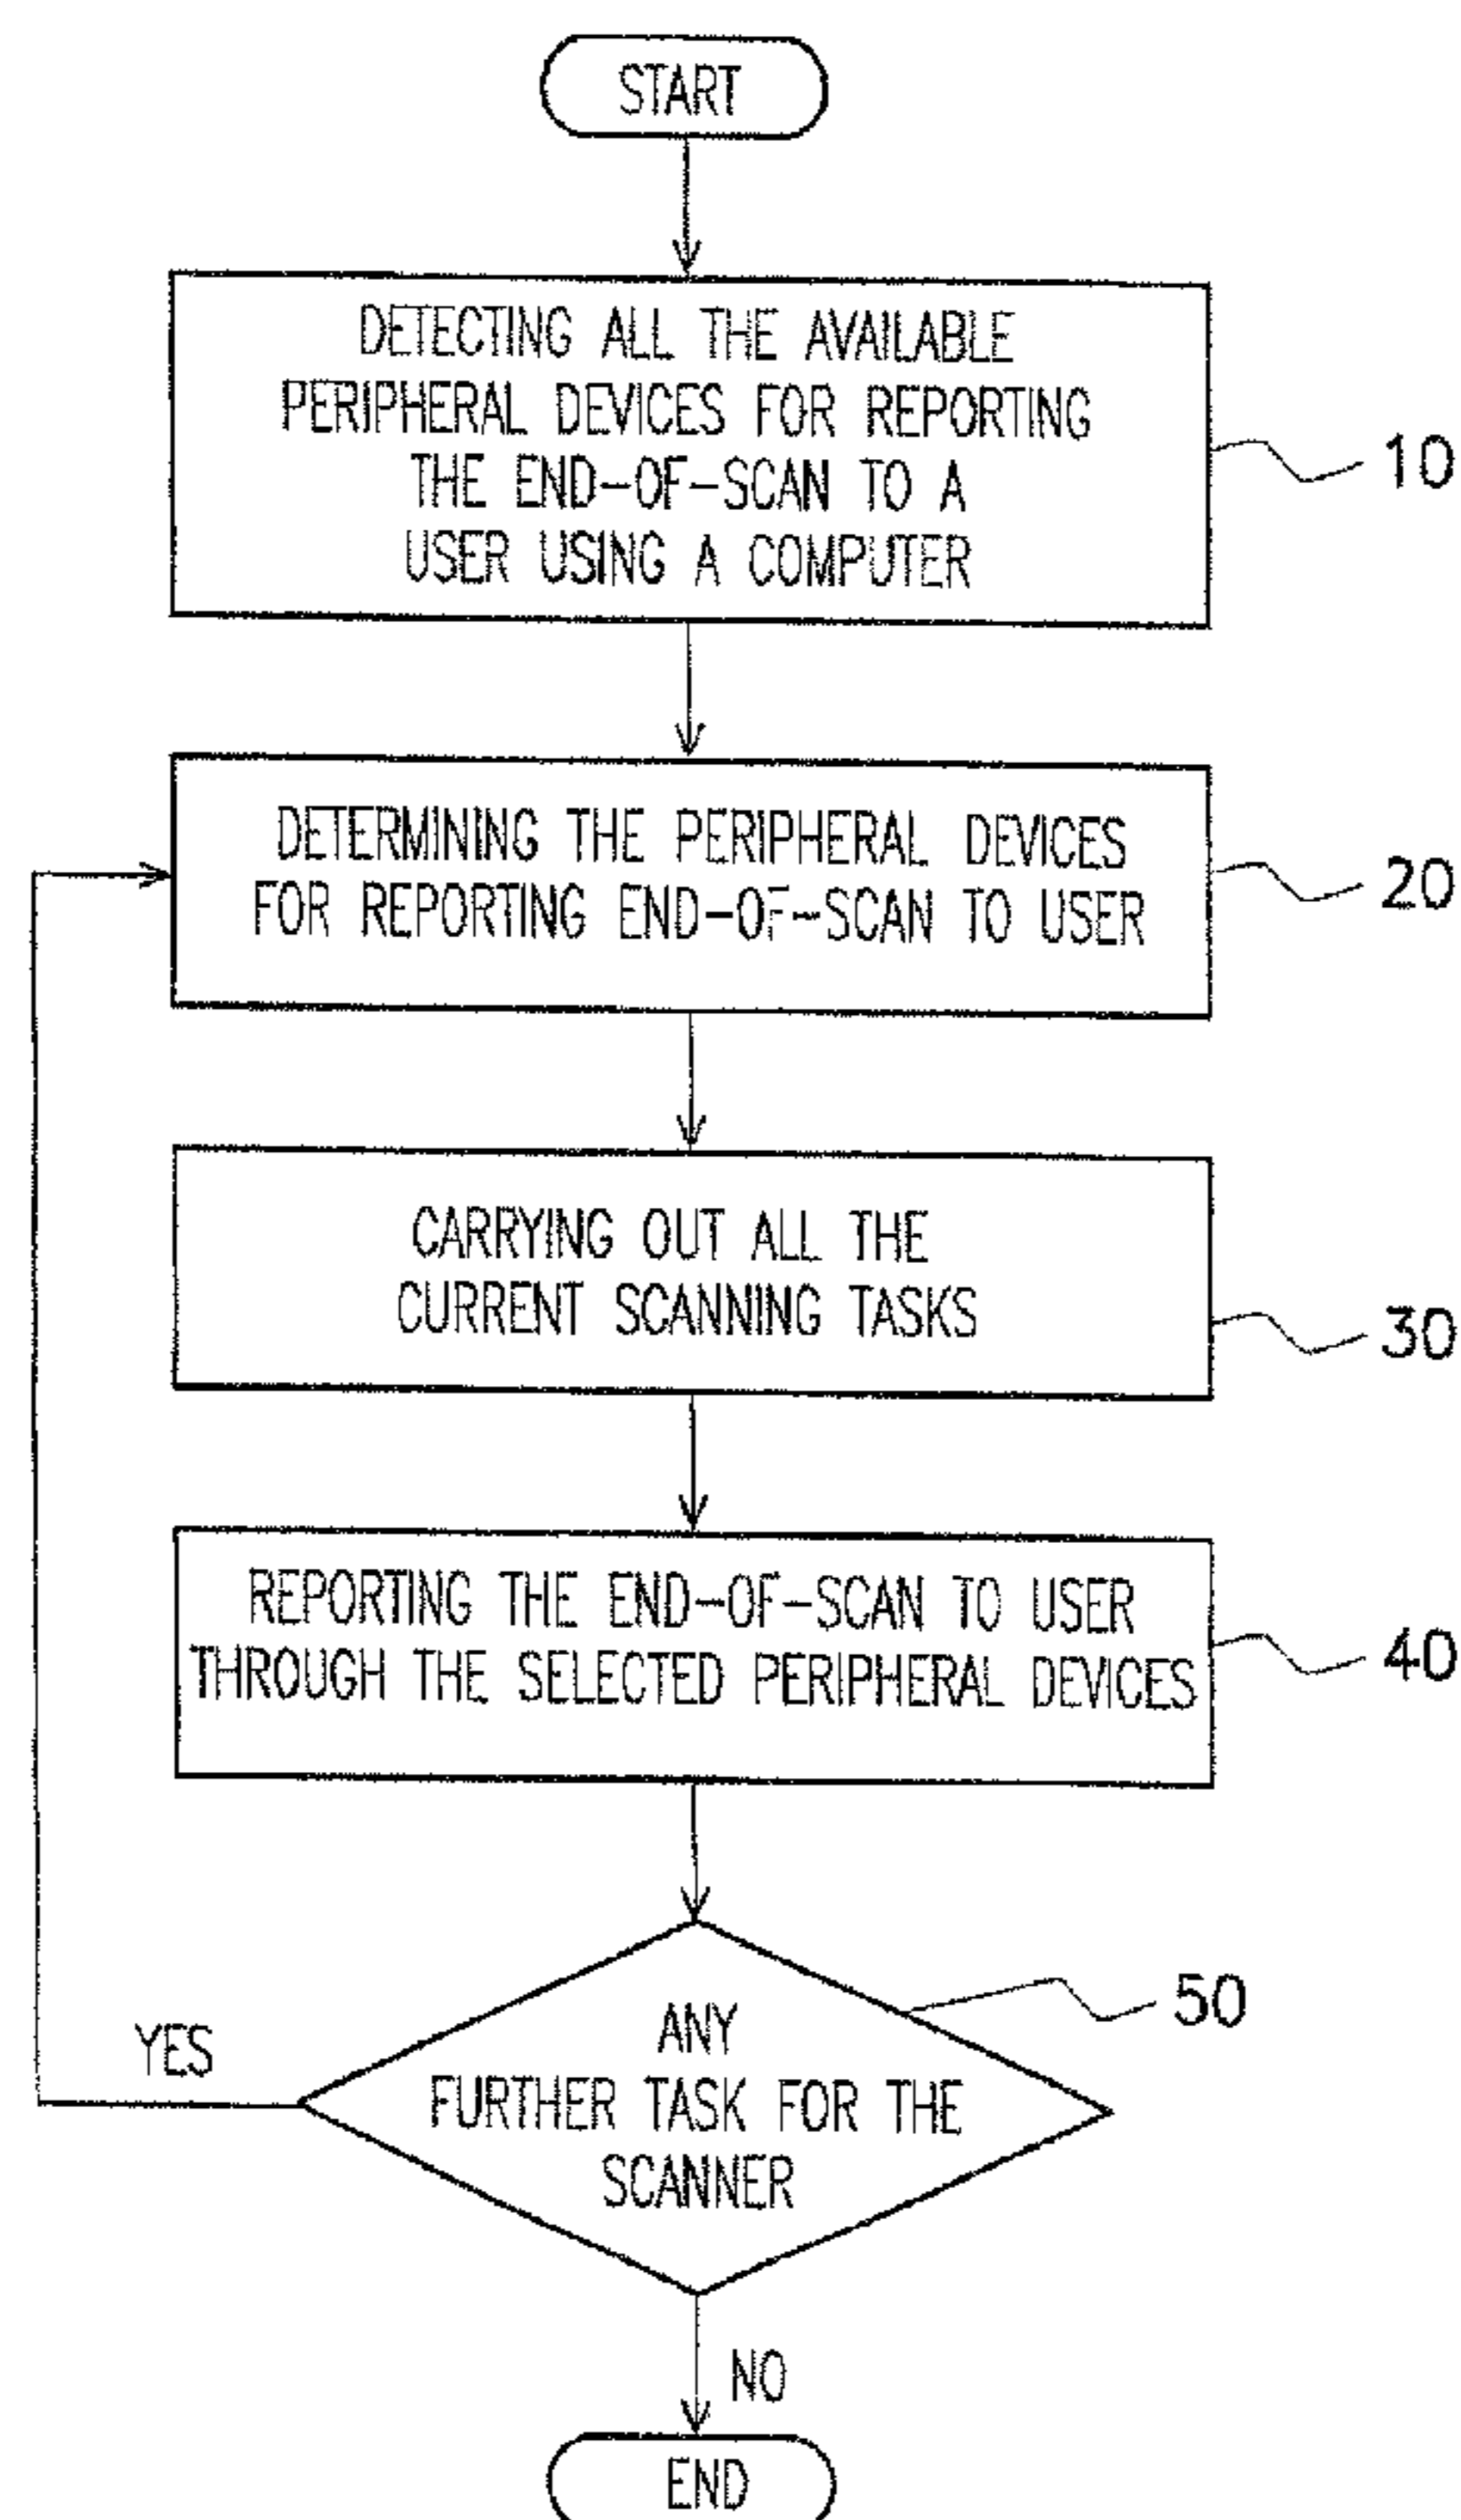 START
DETECTING ALL THE AVAILABLE
PERIPHERAL DEVICES FOR REPORTING
THE END-OF-SCAN TO A
USER USING A COMPUTER
10
DETERMINING THE PERIPHERAL DEVICES
FOR REPORTING END-OF-SCAN TO USER
20
CARRYING OUT ALL THE
CURRENT SCANNING TASKS
30
REPORTING THE END-OF-SCAN TO USER
THROUGH THE SELECTED PERIPHERAL DEVICES
40
ANY
FURTHER TASK FOR THE
SCANNER
50
YES
NO
END